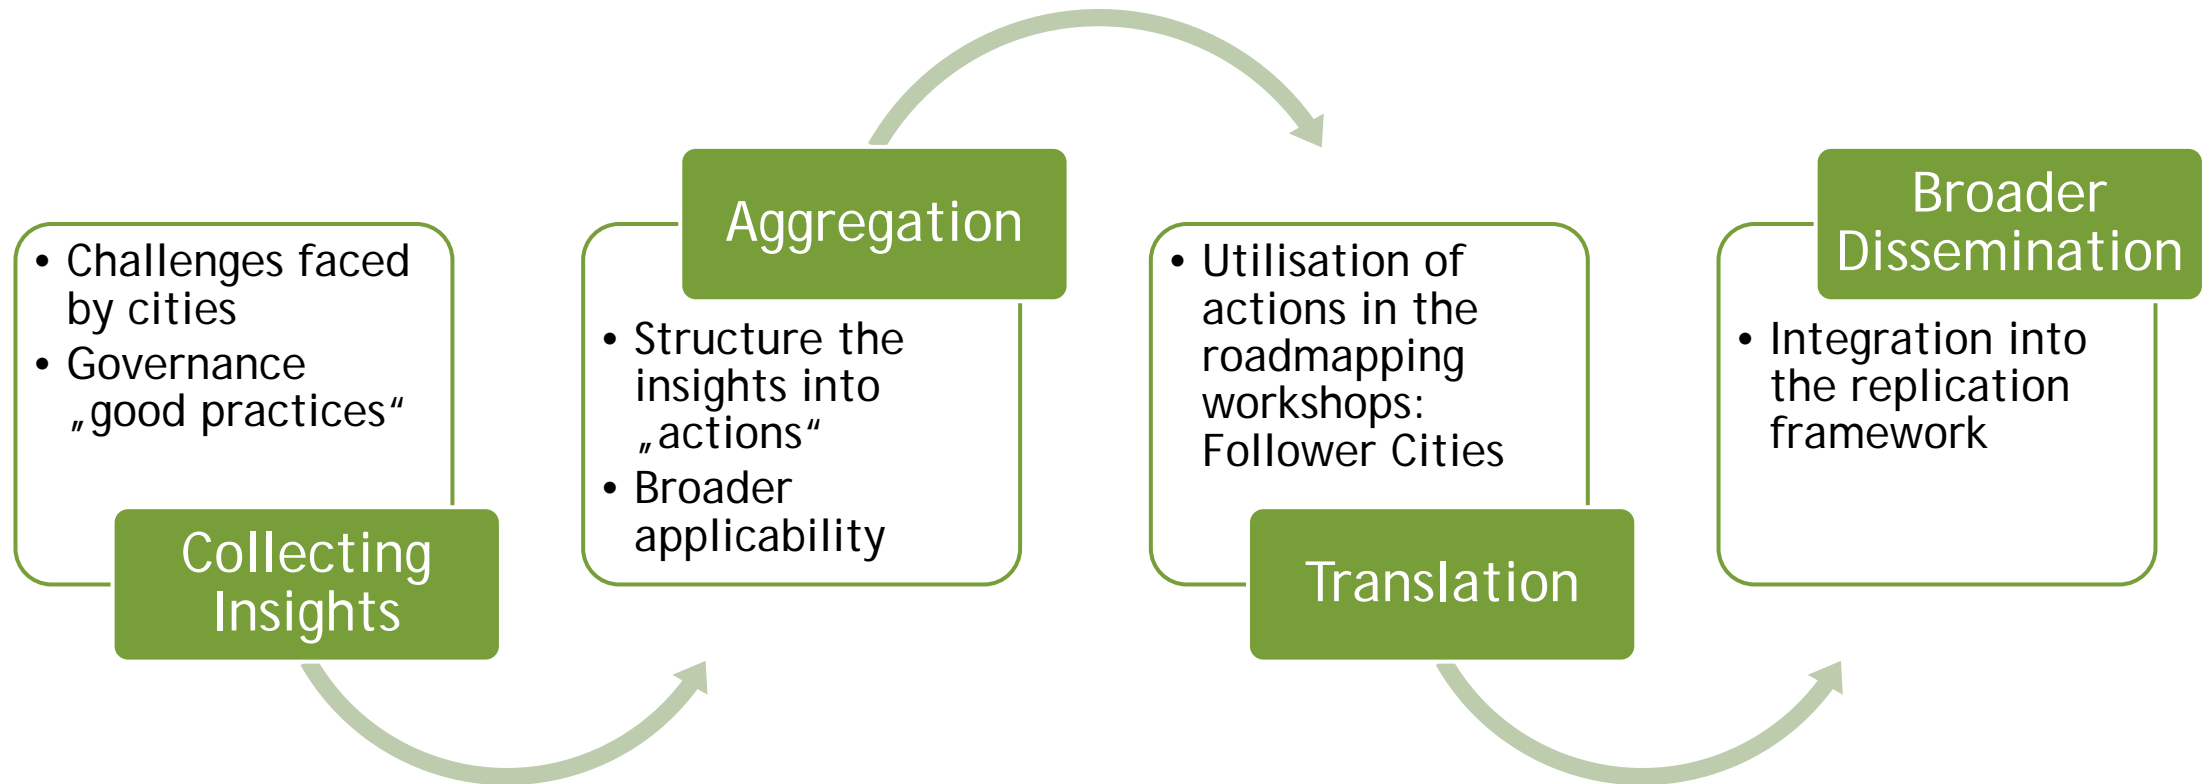 • Challenges faced
by cities
• Governance
„good practices“
Collecting
Insights
Aggregation
• Structure the
insights into
„actions“
• Broader
applicability
• Utilisation of
actions in the
roadmapping
workshops:
Follower Cities
Translation
Broader
Dissemination
• Integration into
the replication
framework